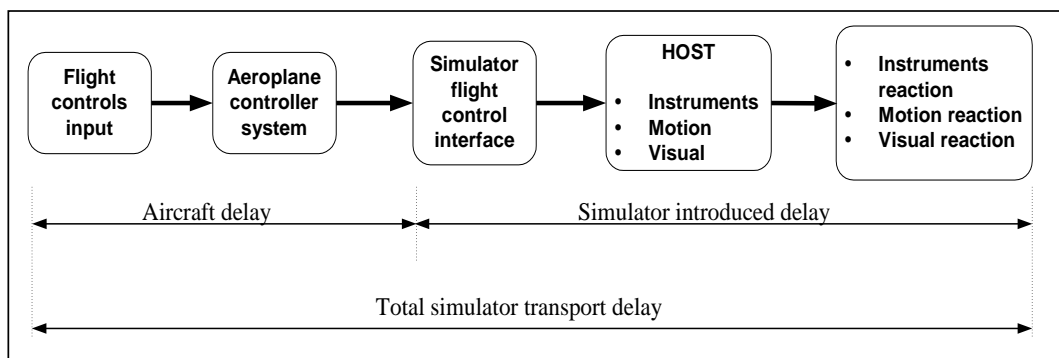 Flight
controls
input
Aeroplane
controller
system
Simulator
flight
control
interface
HOST
• Instruments
• Motion
• Visual
• Instruments
reaction
• Motion reaction
• Visual reaction
Aircraft delay
Simulator introduced delay
Total simulator transport delay